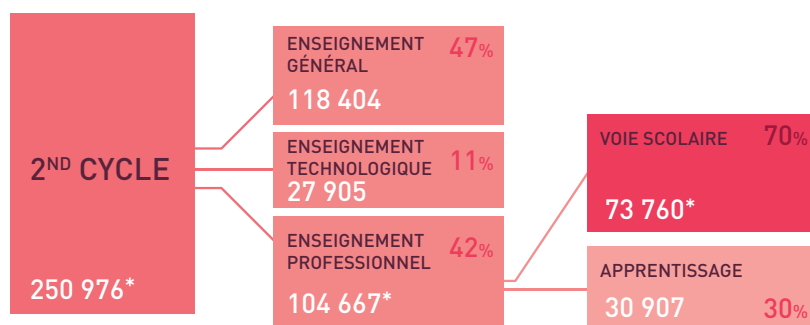 2ND CYCLE
250 976*
ENSEIGNEMENT
GÉNÉRAL
47%
118 404
ENSEIGNEMENT
TECHNOLOGIQUE
11%
27 905
ENSEIGNEMENT
PROFESSIONNEL
42%
104 667*
VOIE SCOLAIRE
70%
73 760*
APPRENTISSAGE
30 907
30%